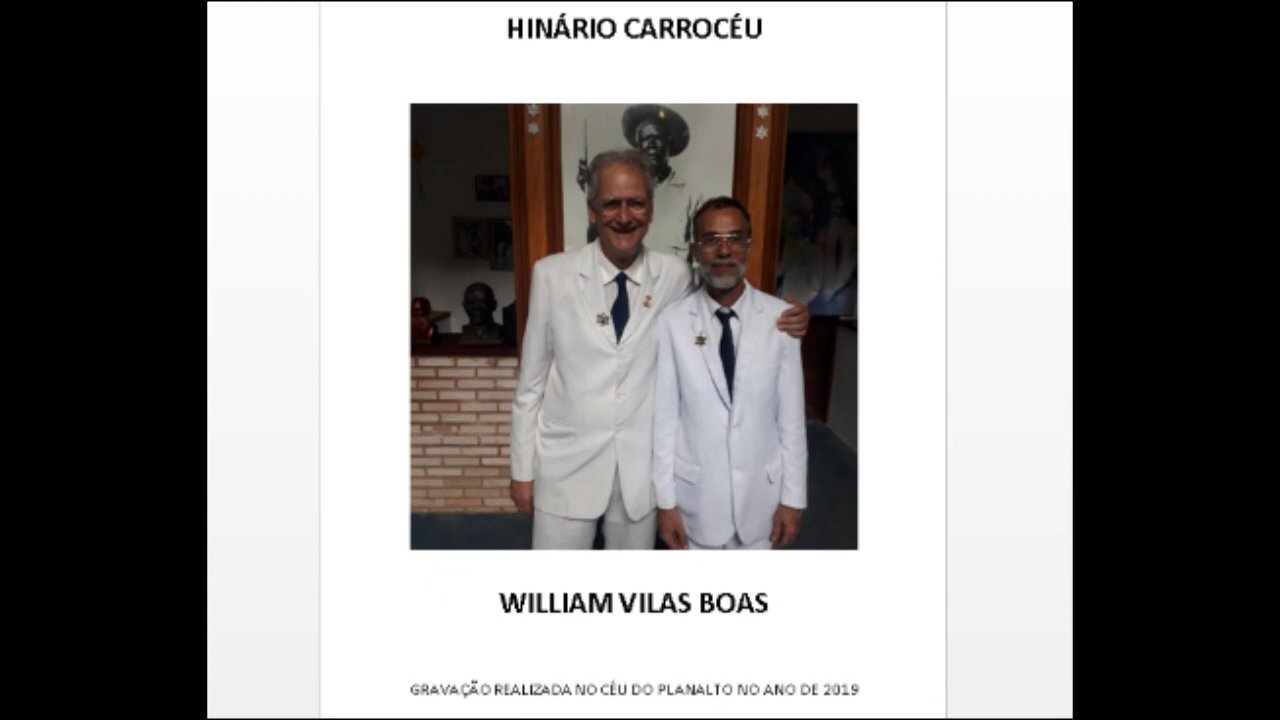 HINÁRIO CARROCÉU
WILLIAM VILAS BOAS
GRAVAÇÃO REALIZADA NO CÉU DO PLANALTO NO ANO DE 2019